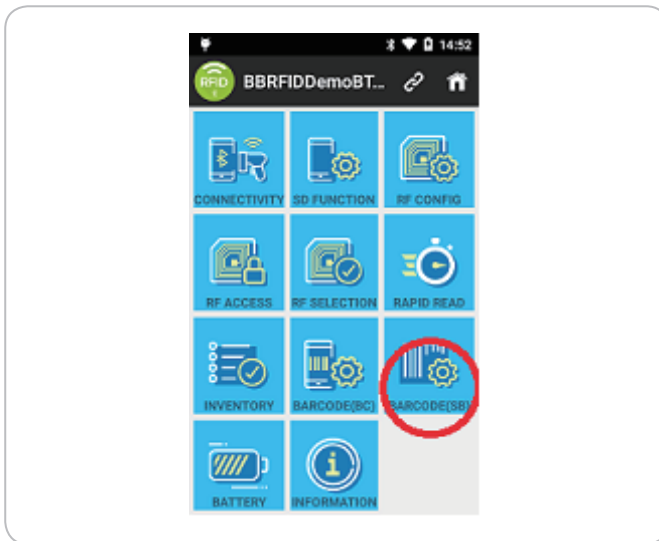 14:52
RFID
BBRFIDDemoBT...
CONNECTIVITY SD FUNCTION RF CONFIG
RF ACCESS RF SELECTION RAPID READ
INVENTORY BARCODE(BC) BARCODE(SB)
BATTERY INFORMATION